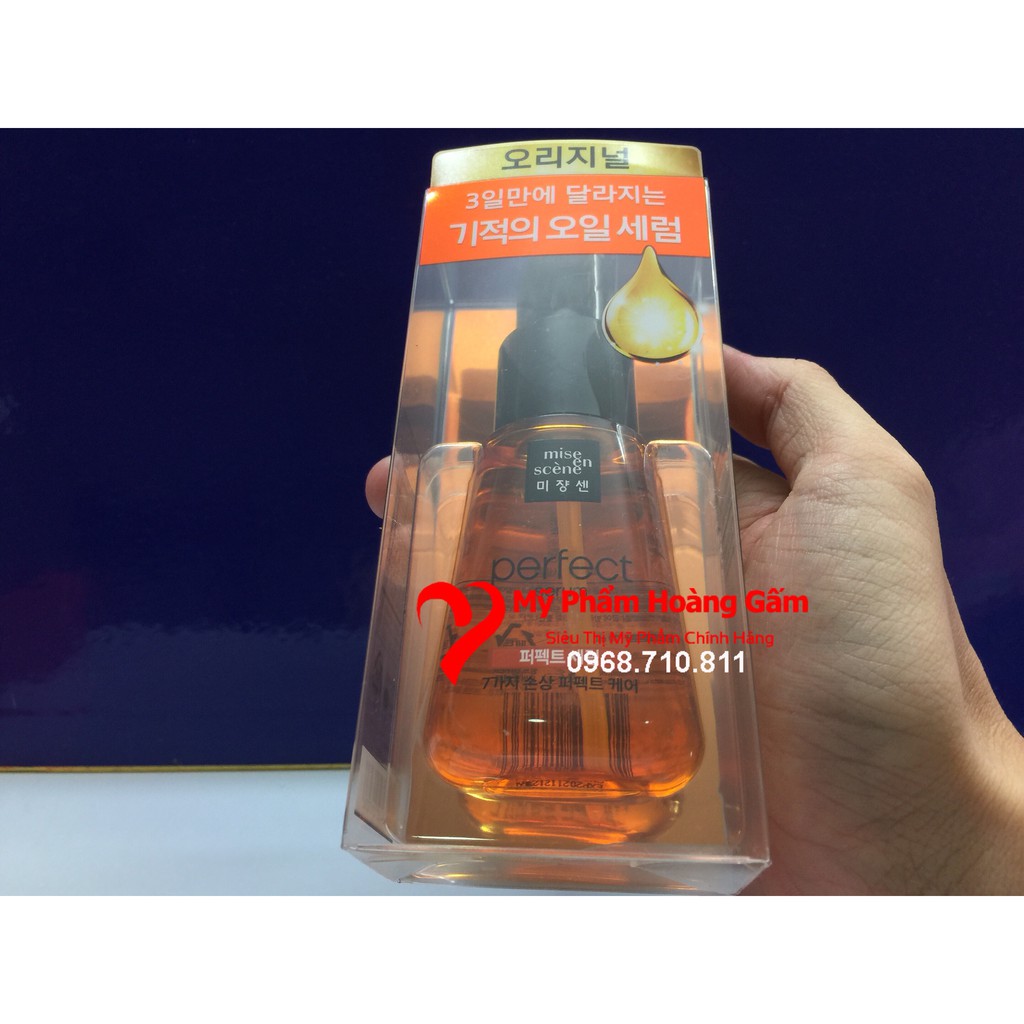 오리지널
3일만에 달라지는
기적의 오일 세럼
mise
en
scène
미쟝센
perfect
Mỹ Phẩm Hoàng Gấm
Siêu Thị Mỹ Phẩm Chính Hãng
0968.710.811
퍼펙트
7가지 손상 퍼펙트 케어